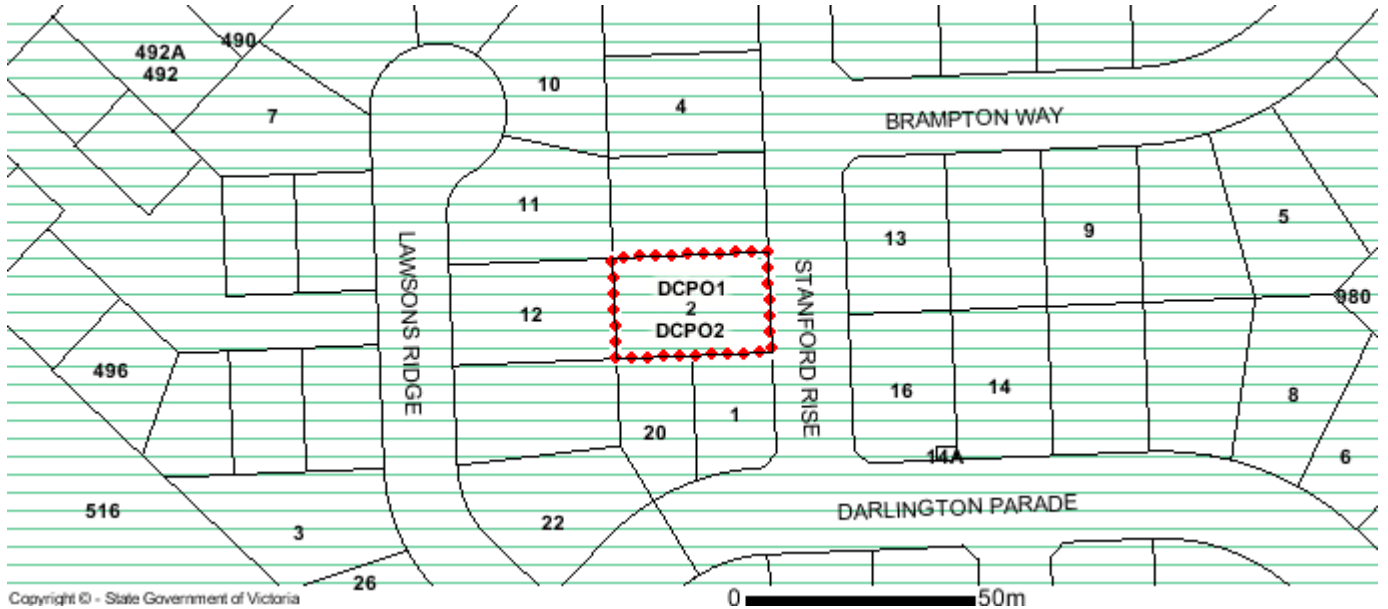 490
492A
492
10
7
4
BRAMPTON WAY
11
5
13
9
LAWSONS RIDGE
STANFORD RISE
DCPO1
2
DCPO2
980
12
496
16
14
8
1
20
14A
6
516
22
DARLINGTON PARADE
3
26
Copyright © - State Government of Victoria
0 50m